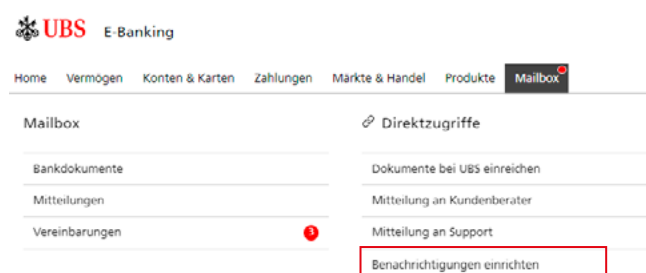 UBS E-Banking
Home Vermögen Konten & Karten Zahlungen Märkte & Handel Produkte Mailbox
Mailbox
Direktzugriffe
Bankdokumente
Dokumente bei UBS einreichen
Mitteilungen
Mitteilung an Kundenberater
Vereinbarungen 3
Mitteilung an Support
Benachrichtigungen einrichten